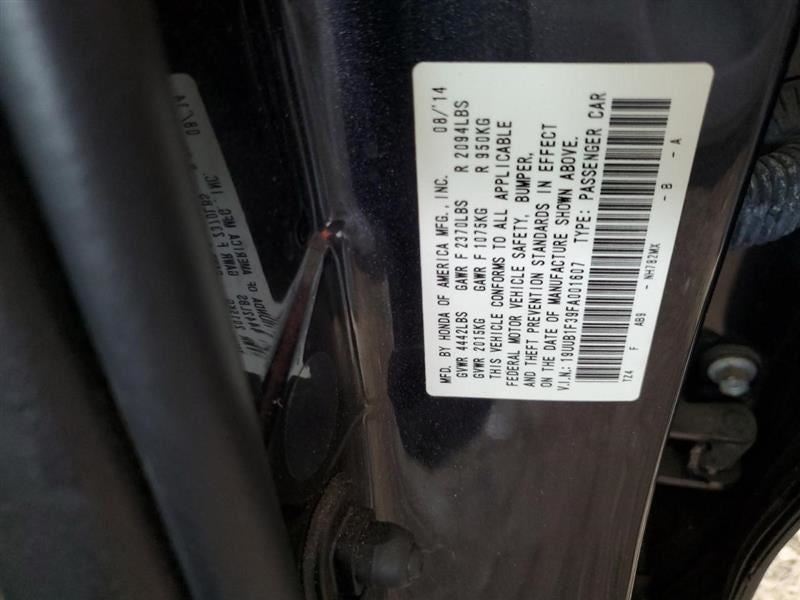 MFD. BY HONDA OF AMERICA MFG., INC. 08/'14
GVWR 4442LBS GAWR F 2370LBS R 2094LBS
GVWR 2015KG GAWR F 1075KG R 950KG
THIS VEHICLE CONFORMS TO ALL APPLICABLE
FEDERAL MOTOR VEHICLE SAFETY, BUMPER,
AND THEFT PREVENTION STANDARDS IN EFFECT
ON THE DATE OF MANUFACTURE SHOWN ABOVE.
V.I.N.: 19UUB1F39FA001607 TYPE: PASSENGER CAR
TZ4 F AB9 - NH782MX -B -A